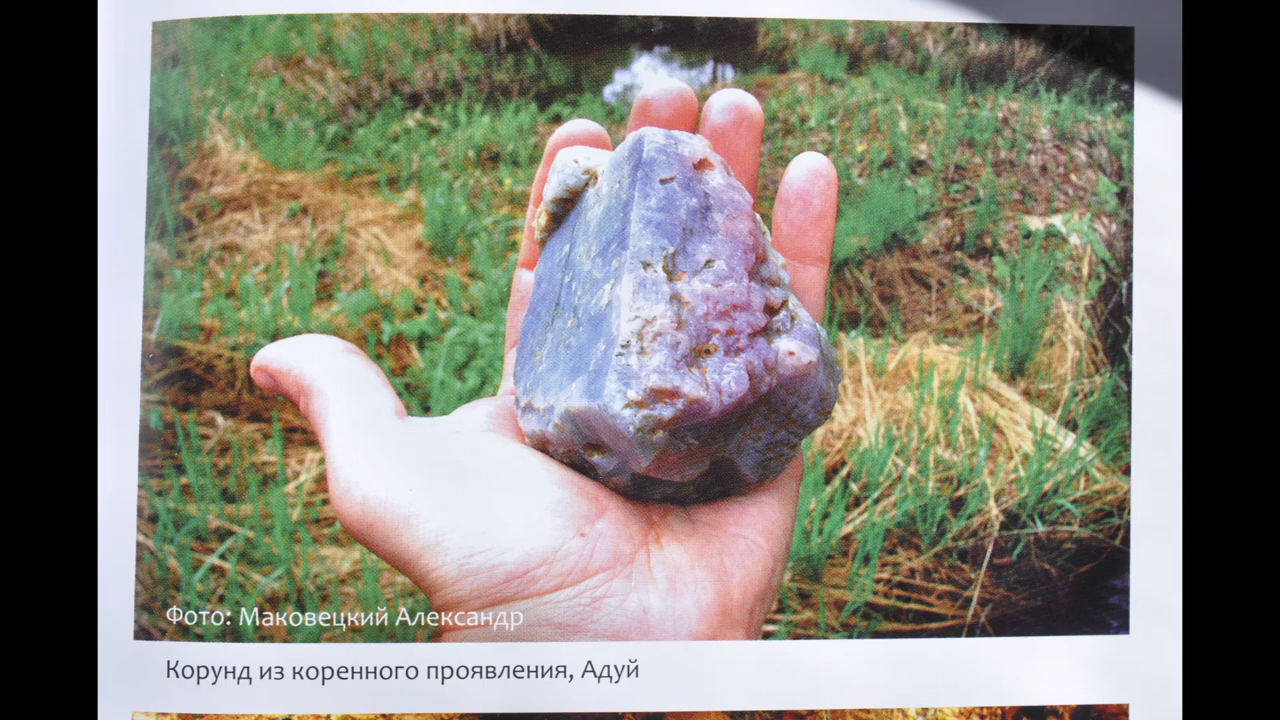 Фото: Маковецкий Александр
Корунд из коренного проявления, Адуй